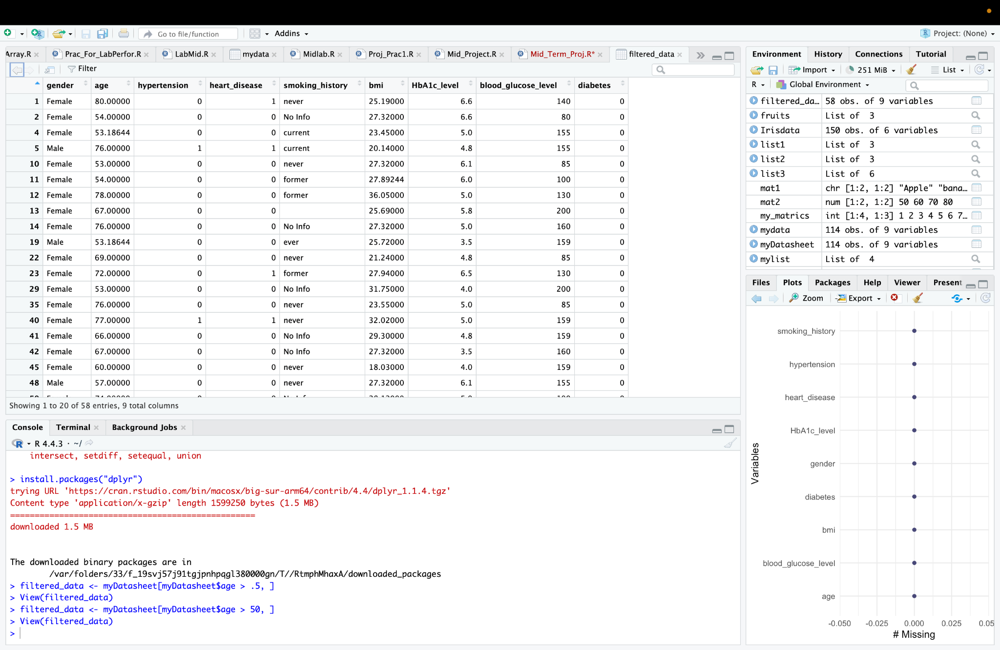 Go to file/function
Addins
Project: (None)
Array.R
Prac_For_LabPerfor.R
LabMid.R
mydata
Midlab.R
Proj_Prac1.R
Mid_Project.R
Mid_Term_Proj.R*
filtered_data
Filter
gender age hypertension heart_disease smoking_history bmi HbA1c_level blood_glucose_level diabetes
1 Female 80.00000 0 1 never 25.19000 6.6 140 0
2 Female 54.00000 0 0 No Info 27.32000 6.6 80 0
4 Female 53.18644 0 0 current 23.45000 5.0 155 0
5 Male 76.00000 1 1 current 20.14000 4.8 155 0
10 Female 53.00000 0 0 never 27.32000 6.1 85 0
11 Female 54.00000 0 0 former 27.89244 6.0 100 0
12 Female 78.00000 0 0 former 36.05000 5.0 130 0
13 Female 67.00000 0 0 25.69000 5.8 200 0
14 Female 76.00000 0 0 No Info 27.32000 5.0 160 0
19 Male 53.18644 0 0 ever 25.72000 3.5 159 0
22 Female 69.00000 0 0 never 21.24000 4.8 85 0
23 Female 72.00000 0 1 former 27.94000 6.5 130 0
29 Female 53.00000 0 0 No Info 31.75000 4.0 200 0
35 Female 76.00000 0 0 never 23.55000 5.0 85 0
40 Female 77.00000 1 1 never 32.02000 5.0 159 0
41 Female 66.00000 0 0 No Info 29.30000 4.8 159 0
42 Female 67.00000 0 0 No Info 27.32000 3.5 160 0
45 Female 60.00000 0 0 never 18.03000 4.0 159 0
48 Male 57.00000 0 0 never 27.32000 6.1 155 0
Showing 1 to 20 of 58 entries, 9 total columns
Console
Terminal
Background Jobs
R 4.4.3 · ~/
intersect, setdiff, setequal, union
> install.packages("dplyr")
trying URL 'https://cran.rstudio.com/bin/macosx/big-sur-arm64/contrib/4.4/dplyr_1.1.4.tgz'
Content type 'application/x-gzip' length 1599250 bytes (1.5 MB)
==================================================
downloaded 1.5 MB
The downloaded binary packages are in
/var/folders/33/f_19svj57j91tgjpnhpqgl380000gn/T//RtmphMhaxA/downloaded_packages
> filtered_data <- myDatasheet[myDatasheet$age > .5, ]
> View(filtered_data)
> filtered_data <- myDatasheet[myDatasheet$age > 50, ]
> View(filtered_data)
>
Environment
History
Connections
Tutorial
Import
251 MiB
List
R
Global Environment
filtered_da… 58 obs. of 9 variables
fruits List of 3
Irisdata 150 obs. of 6 variables
list1 List of 3
list2 List of 3
list3 List of 6
mat1 chr [1:2, 1:2] "Apple" "bana…
mat2 num [1:2, 1:2] 50 60 70 80
my_matrics int [1:4, 1:3] 1 2 3 4 5 6 7…
mydata 114 obs. of 9 variables
myDatasheet 114 obs. of 9 variables
mylist List of 4
Files
Plots
Packages
Help
Viewer
Present
Zoom
Export
smoking_history
hypertension
heart_disease
HbA1c_level
gender
diabetes
bmi
blood_glucose_level
age
Variables
-0.050 -0.025 0.000 0.025 0.05
# Missing